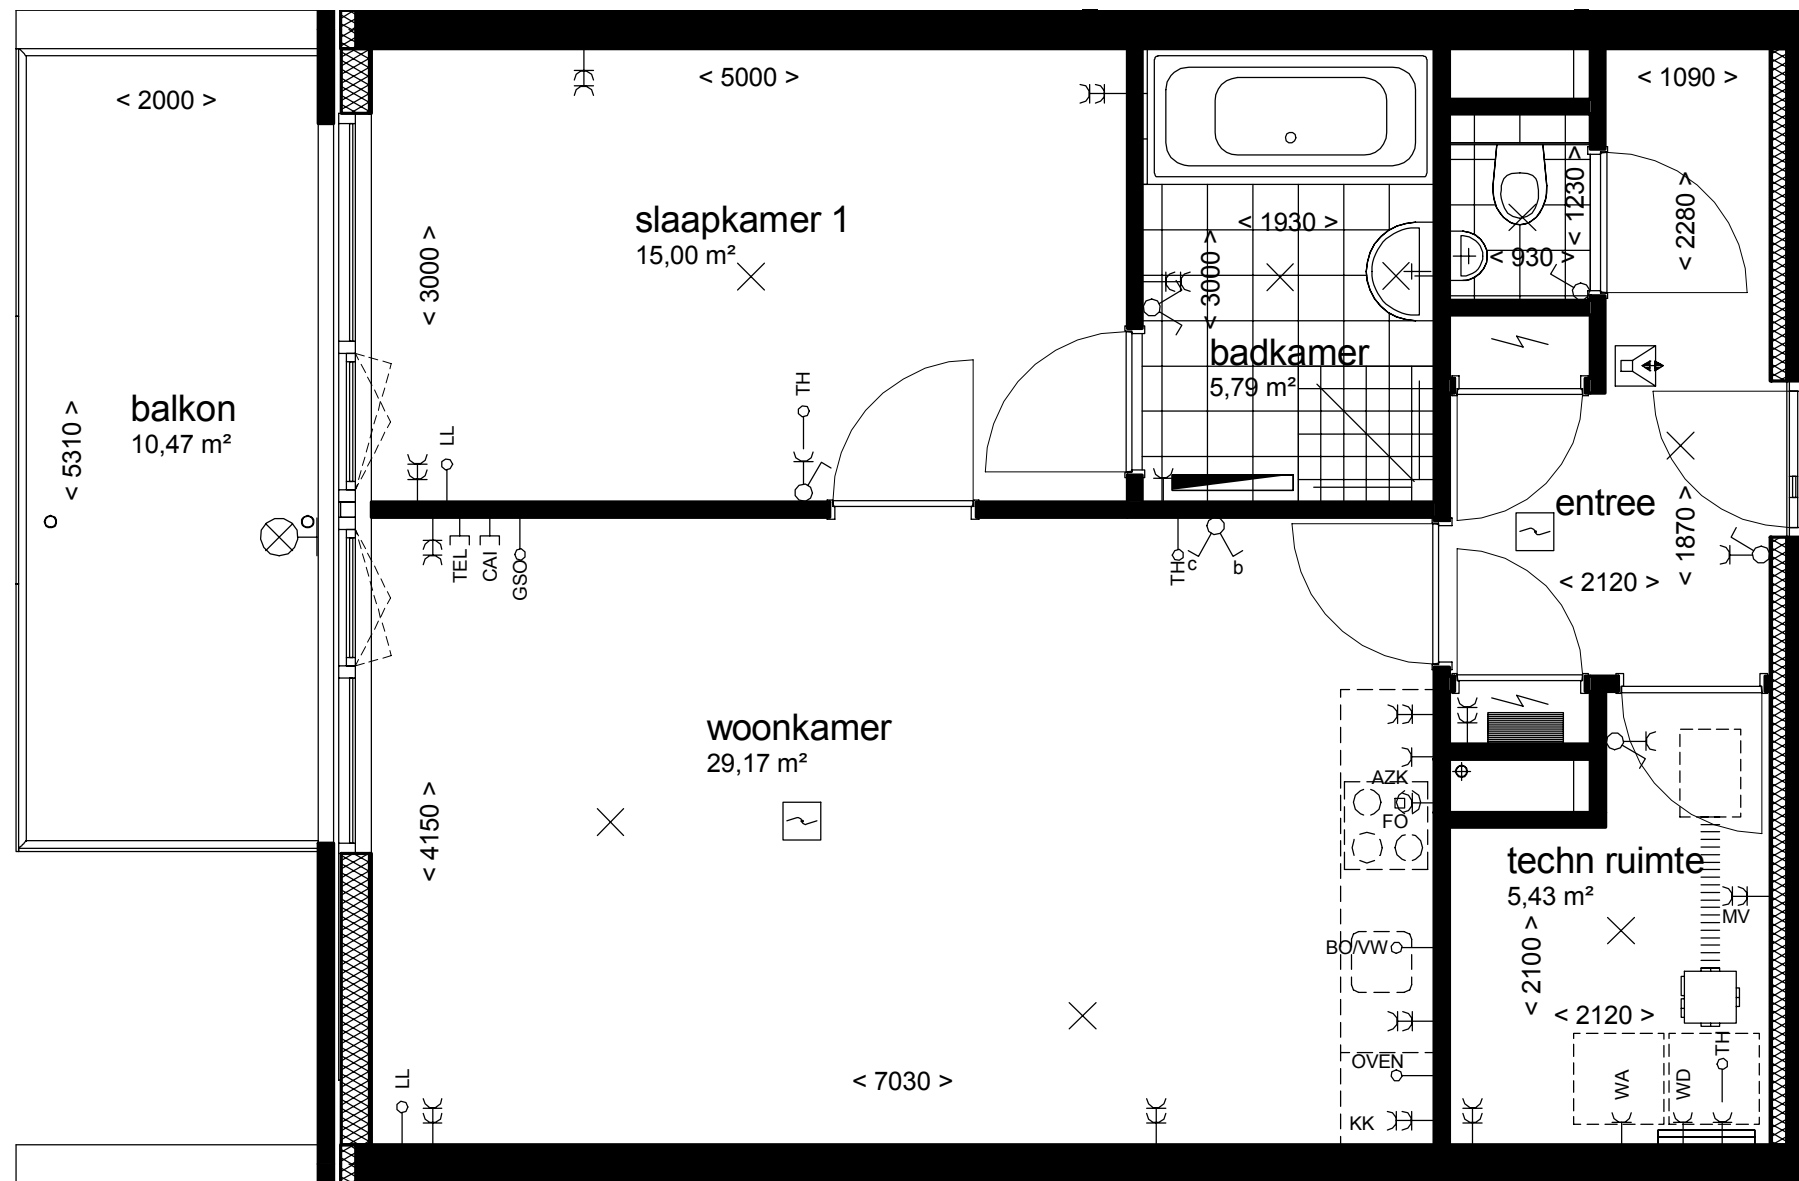 < 2000 >
< 5000 >
< 1090 >
slaapkamer 1
15,00 m²
< 3000 >
< 1930 >
< 3000 >
badkamer
5,79 m²
< 1230 >
< 930 >
< 2280 >
balkon
10,47 m²
< 5310 >
LL
TH
entree
< 1870 >
< 2120 >
TEL
CAI
GSO
TH
c
b
woonkamer
29,17 m²
< 4150 >
AZK
FO
BO/VW
OVEN
KK
techn ruimte
5,43 m²
MV
< 2100 >
< 2120 >
TH
WA
WD
< 7030 >
LL